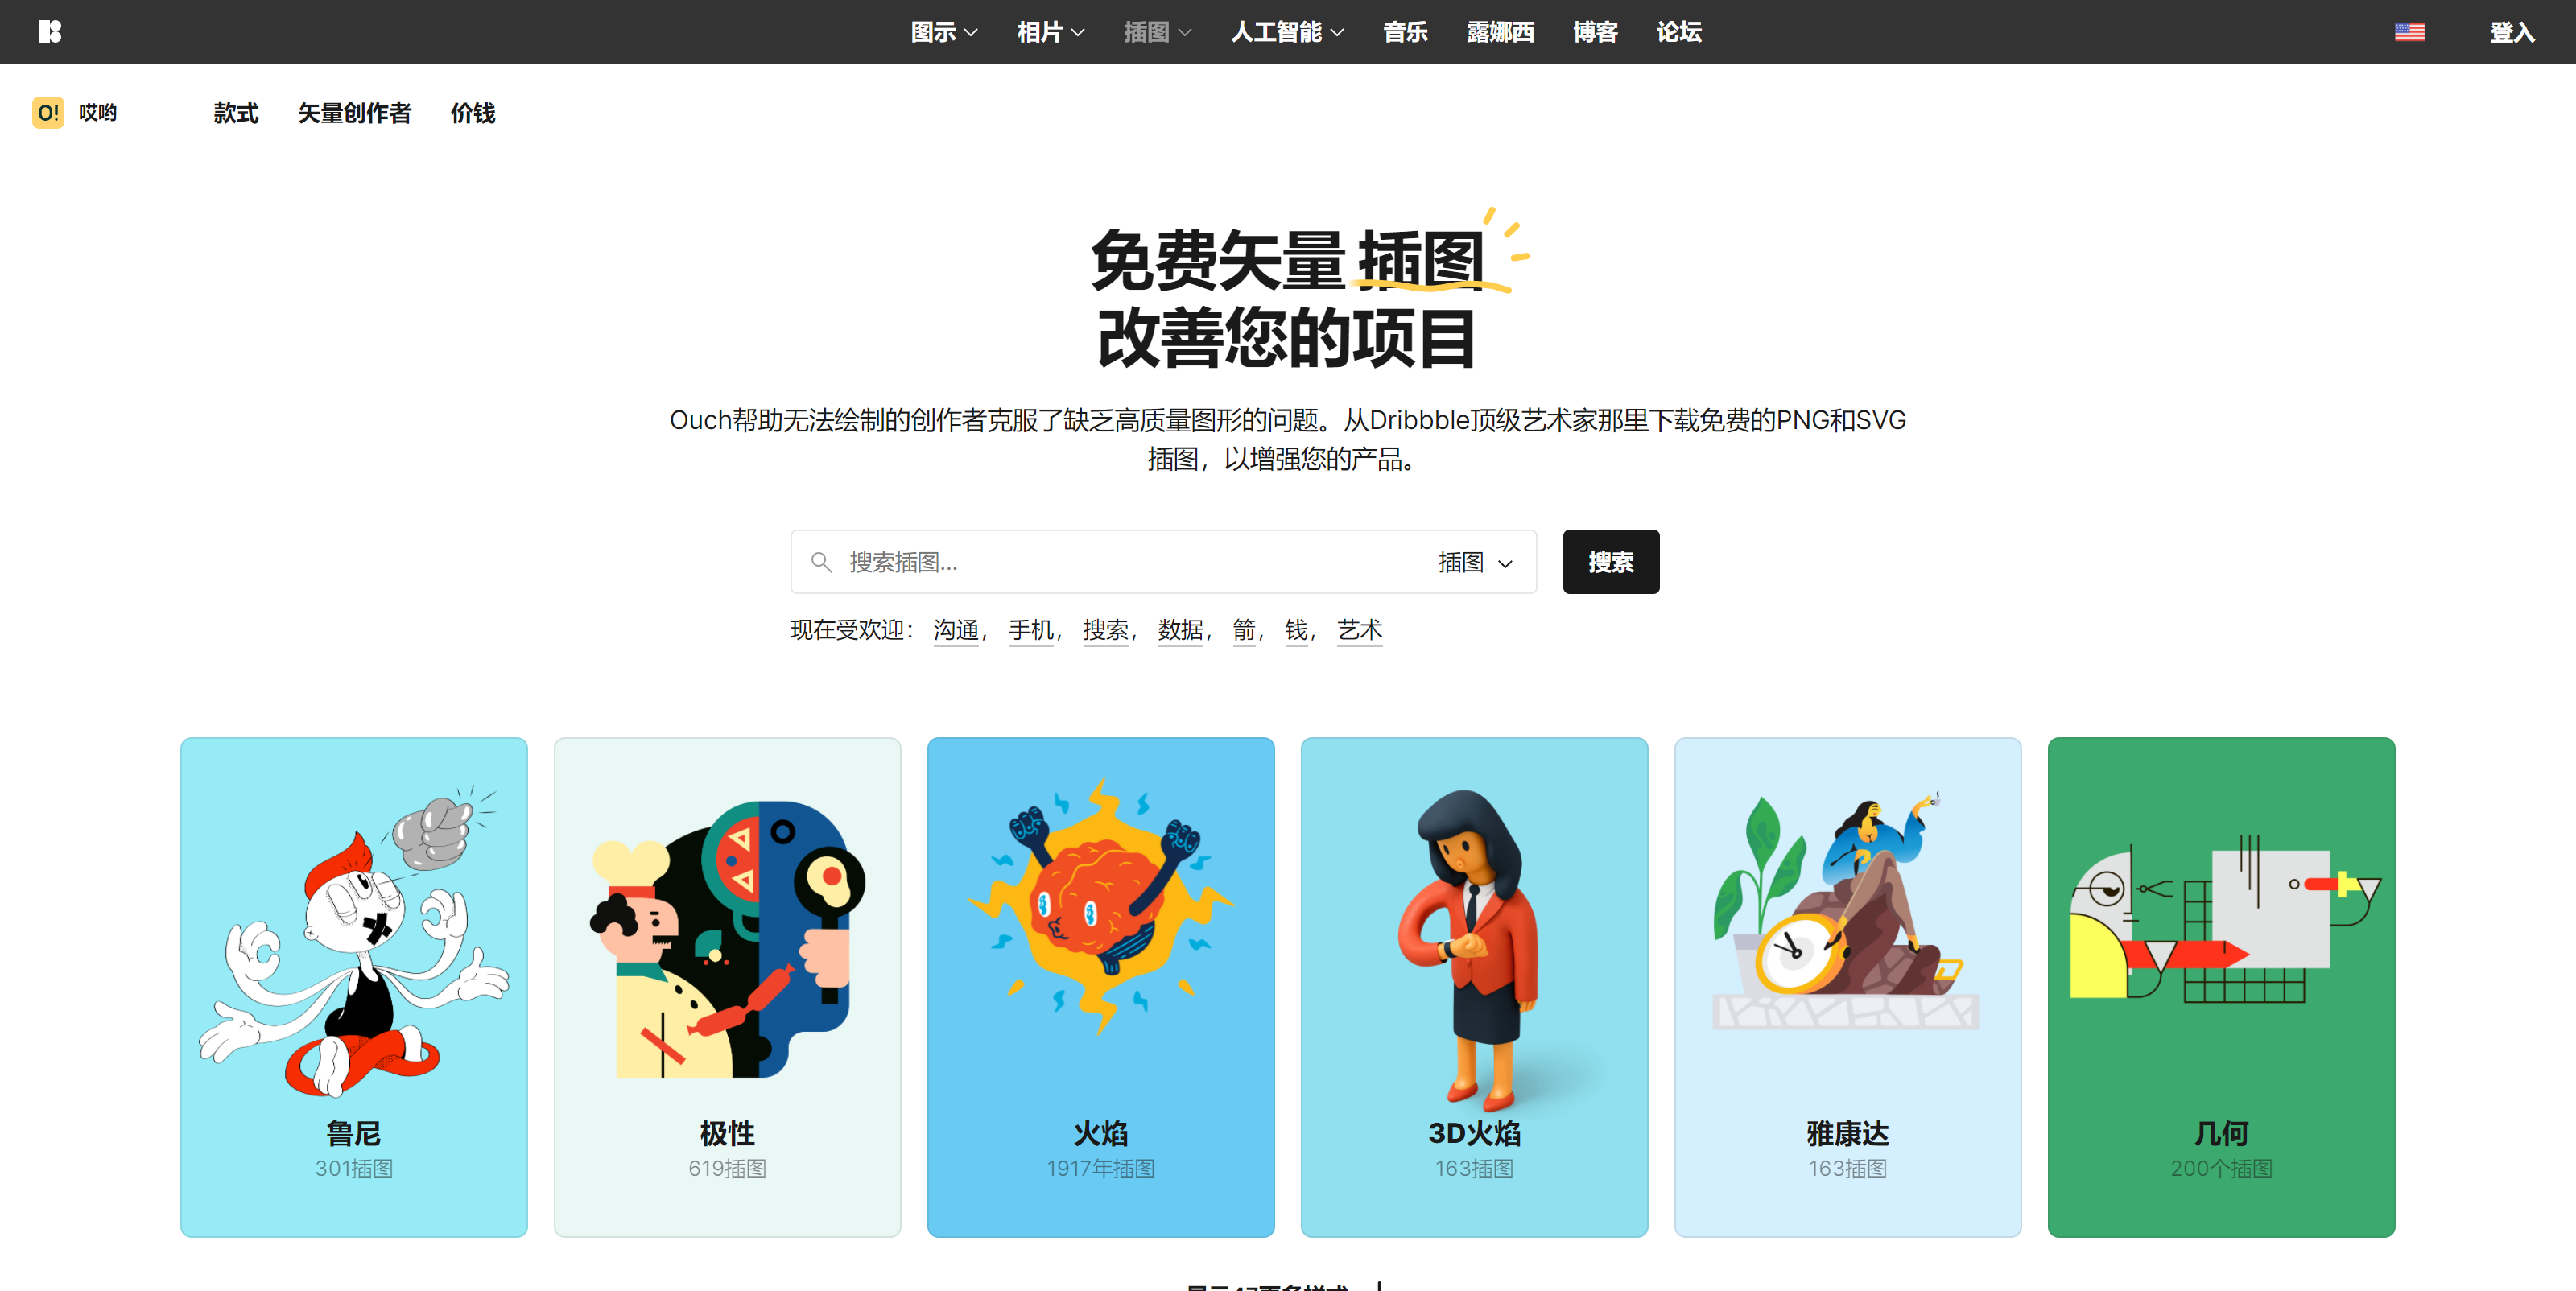 图示 相片 插图 人工智能 音乐 露娜西 博客 论坛 登入
O! 哎哟 款式 矢量创作者 价钱
免费矢量 插图
改善您的项目
Ouch帮助无法绘制的创作者克服了缺乏高质量图形的问题。从Dribbble顶级艺术家那里下载免费的PNG和SVG
插图，以增强您的产品。
搜索插图... 插图 搜索
现在受欢迎： 沟通， 手机， 搜索， 数据， 箭， 钱， 艺术
鲁尼
301插图
极性
619插图
火焰
1917年插图
3D火焰
163插图
雅康达
163插图
几何
200个插图